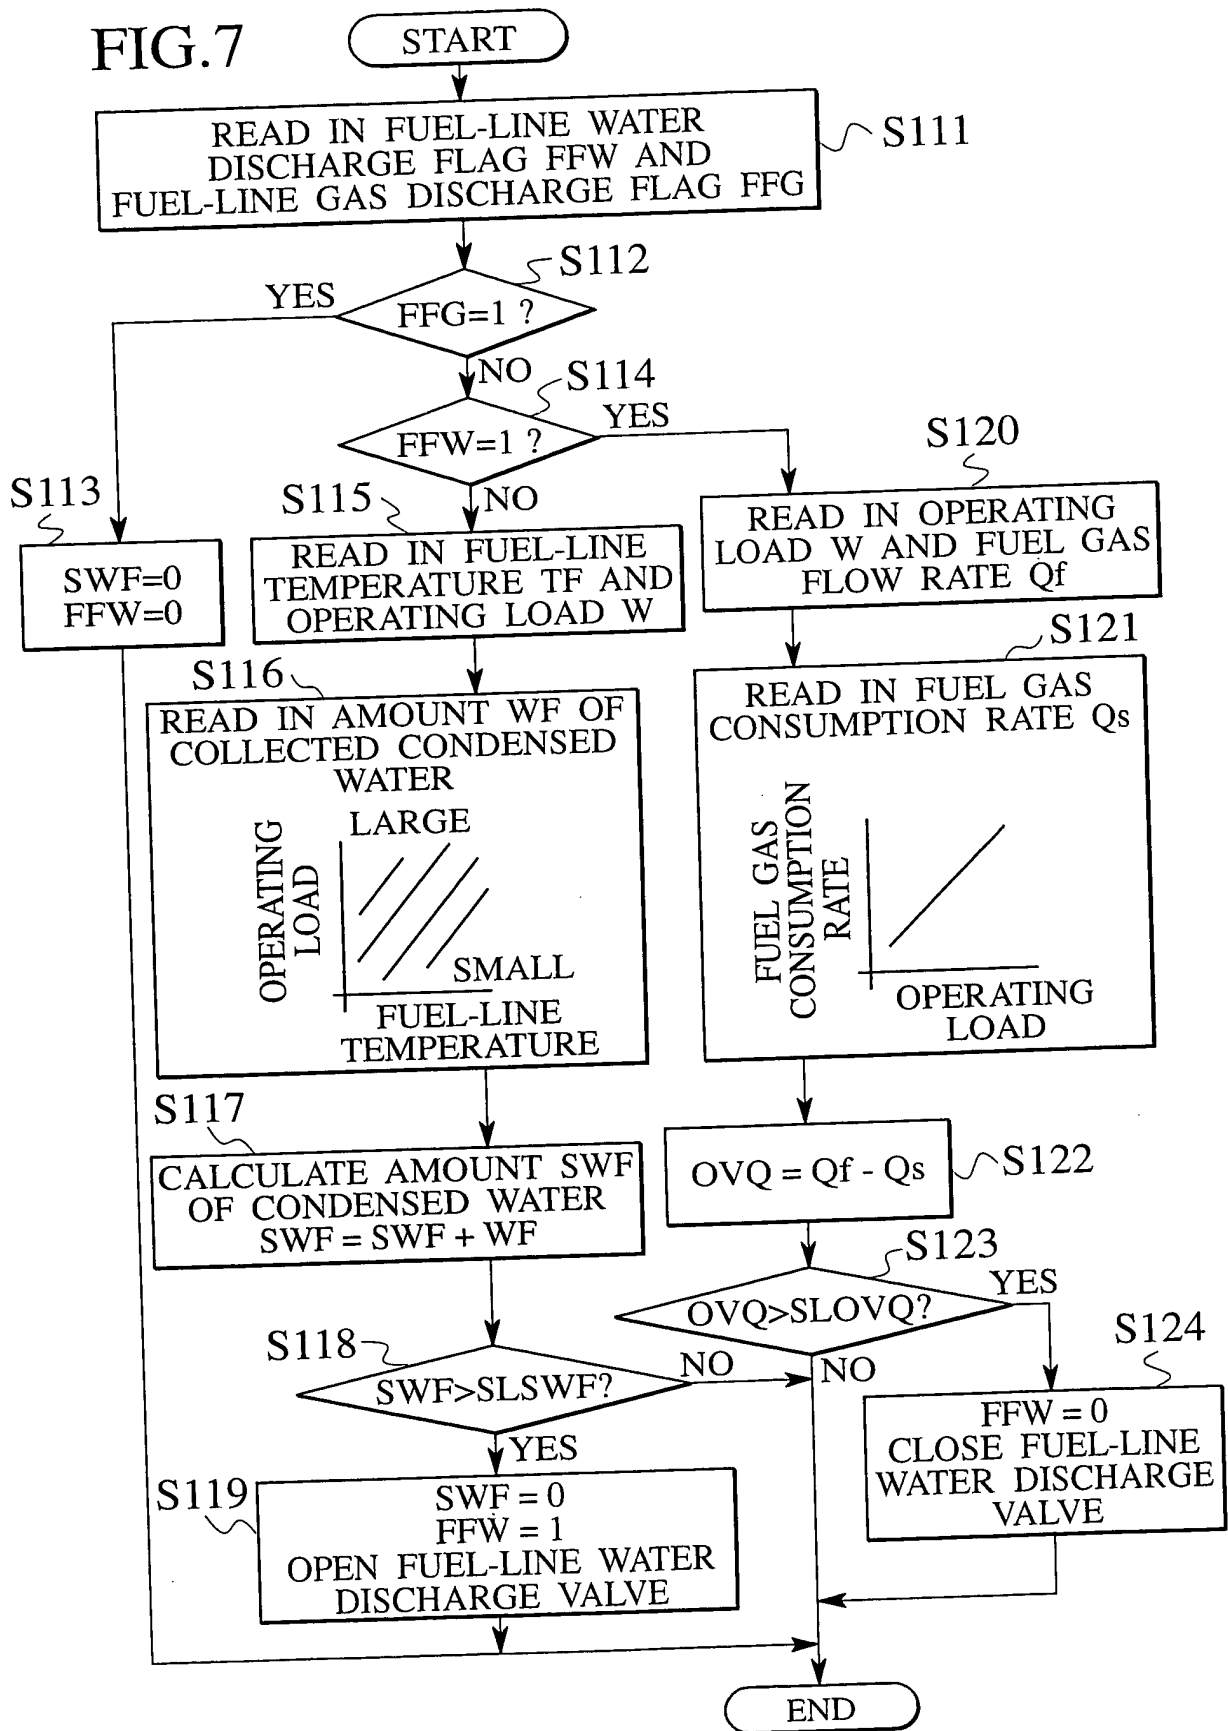 FIG.7
START
READ IN FUEL-LINE WATER
DISCHARGE FLAG FFW AND
FUEL-LINE GAS DISCHARGE FLAG FFG
S111
S112
YES
FFG=1 ?
NO
S114
YES
FFW=1 ?
NO
S113
SWF=0
FFW=0
S115
READ IN FUEL-LINE
TEMPERATURE TF AND
OPERATING LOAD W
S120
READ IN OPERATING
LOAD W AND FUEL GAS
FLOW RATE Qf
S116
READ IN AMOUNT WF OF
COLLECTED CONDENSED
WATER
LARGE
OPERATING
LOAD
SMALL
FUEL-LINE
TEMPERATURE
S121
READ IN FUEL GAS
CONSUMPTION RATE Qs
FUEL GAS
CONSUMPTION
RATE
OPERATING
LOAD
S117
CALCULATE AMOUNT SWF
OF CONDENSED WATER
SWF = SWF + WF
OVQ = Qf - Qs
S122
S123
YES
OVQ>SLOVQ?
NO
S118
SWF>SLSWF?
NO
YES
S124
FFW = 0
CLOSE FUEL-LINE
WATER DISCHARGE
VALVE
S119
SWF = 0
FFW = 1
OPEN FUEL-LINE WATER
DISCHARGE VALVE
END